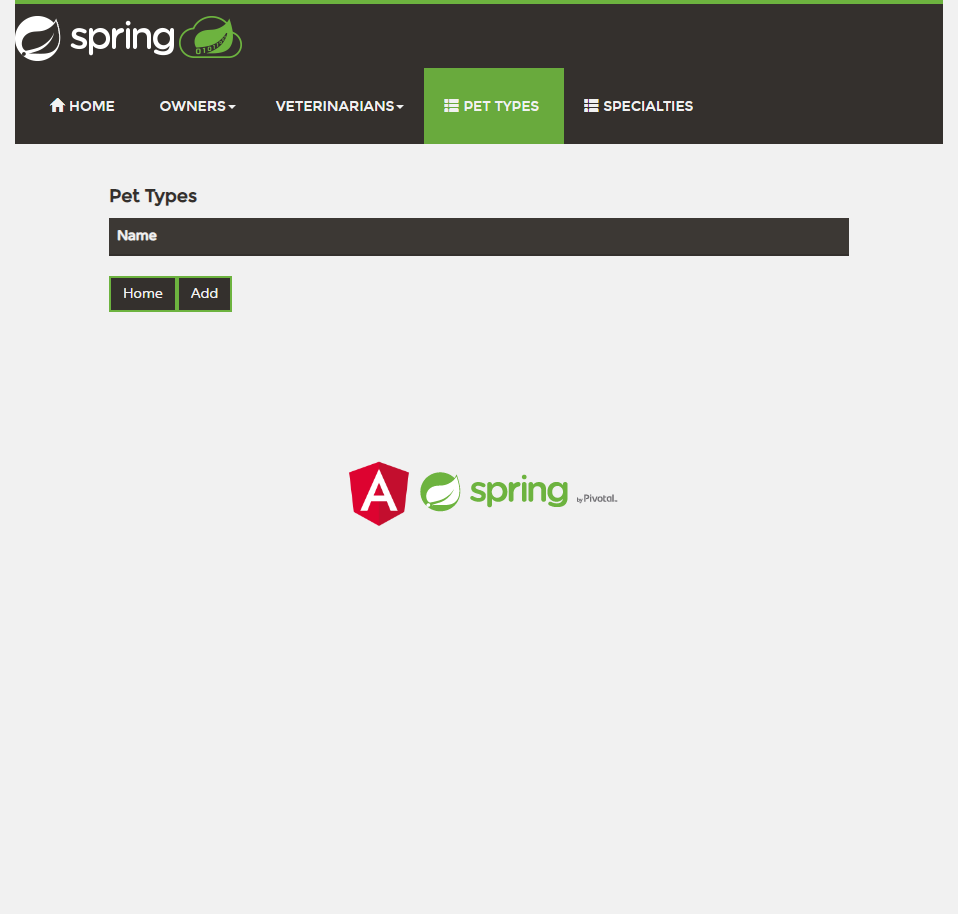 spring
HOME OWNERS VETERINARIANS PET TYPES SPECIALTIES
Pet Types
Name
Home Add
A spring by Pivotal.